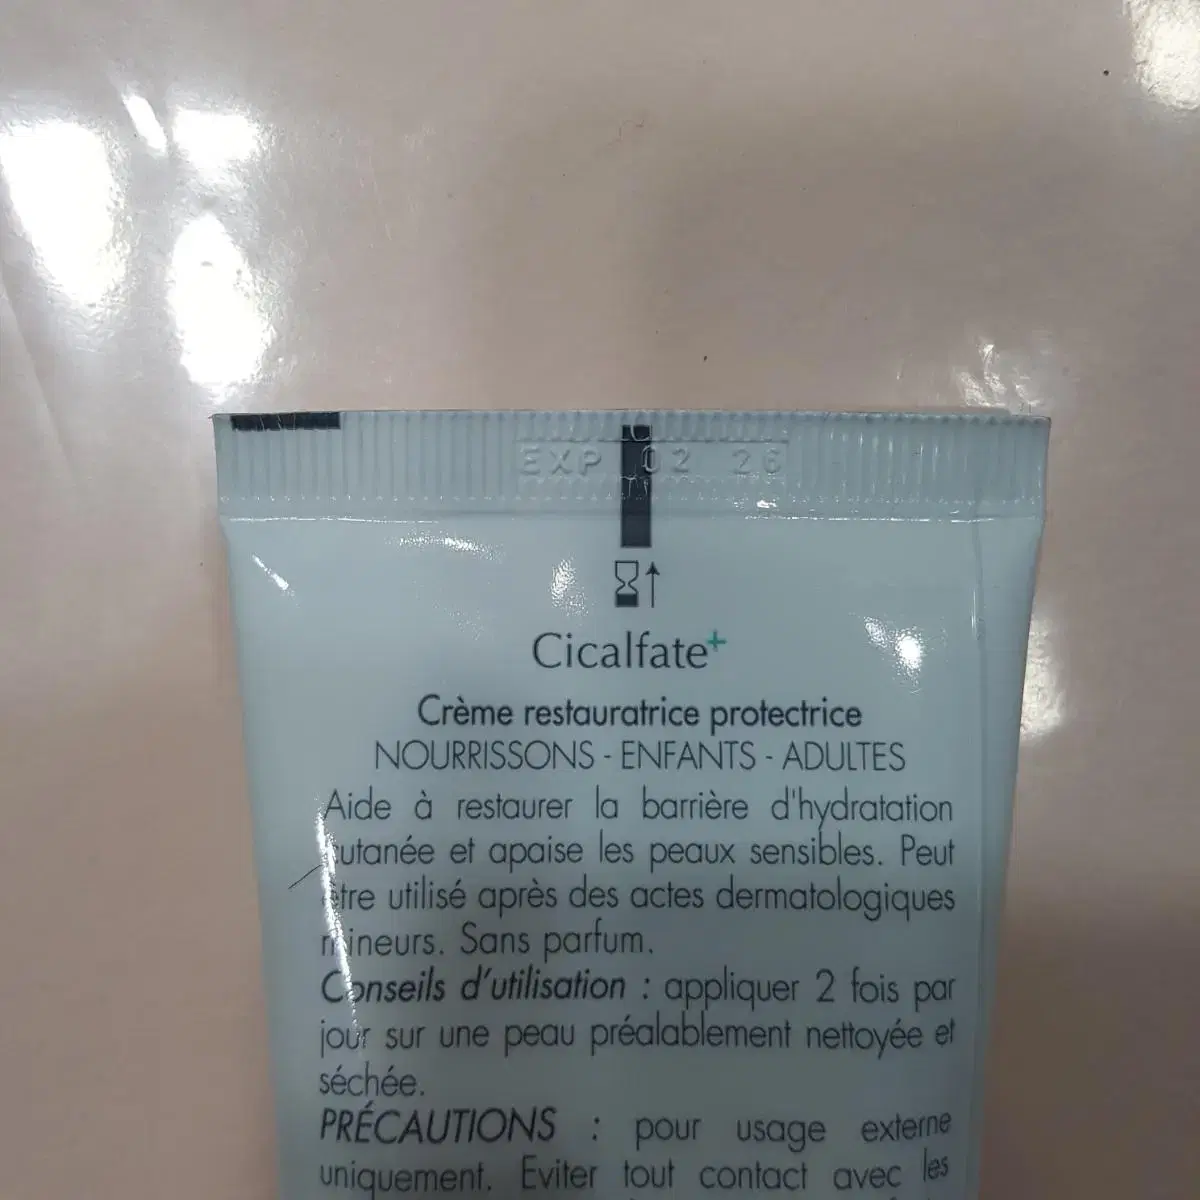 EXP 02 26
Cicalfate+
Crème restauratrice protectrice
NOURRISSONS - ENFANTS - ADULTES
Aide à restaurer la barrière d'hydratation
cutanée et apaise les peaux sensibles. Peut
être utilisé après des actes dermatologiques
mineurs. Sans parfum.
Conseils d'utilisation : appliquer 2 fois par
jour sur une peau préalablement nettoyée et
séchée.
PRÉCAUTIONS : pour usage externe
uniquement. Eviter tout contact avec les